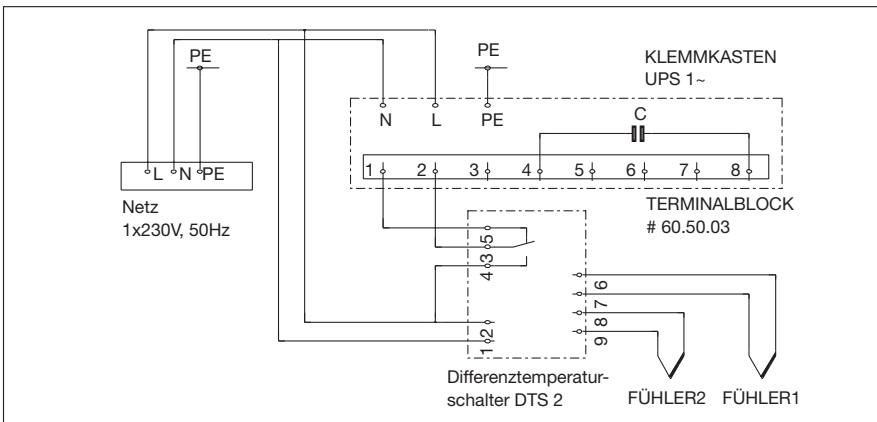 PE
PE
KLEMMKASTEN
UPS 1~
N L PE
C
L N PE
1 2 3 4 5 6 7 8
Netz
1x230V, 50Hz
TERMINALBLOCK
# 60.50.03
5
3
4
2
1
6
7
8
9
Differenztemperatur-
schalter DTS 2
FÜHLER2 FÜHLER1